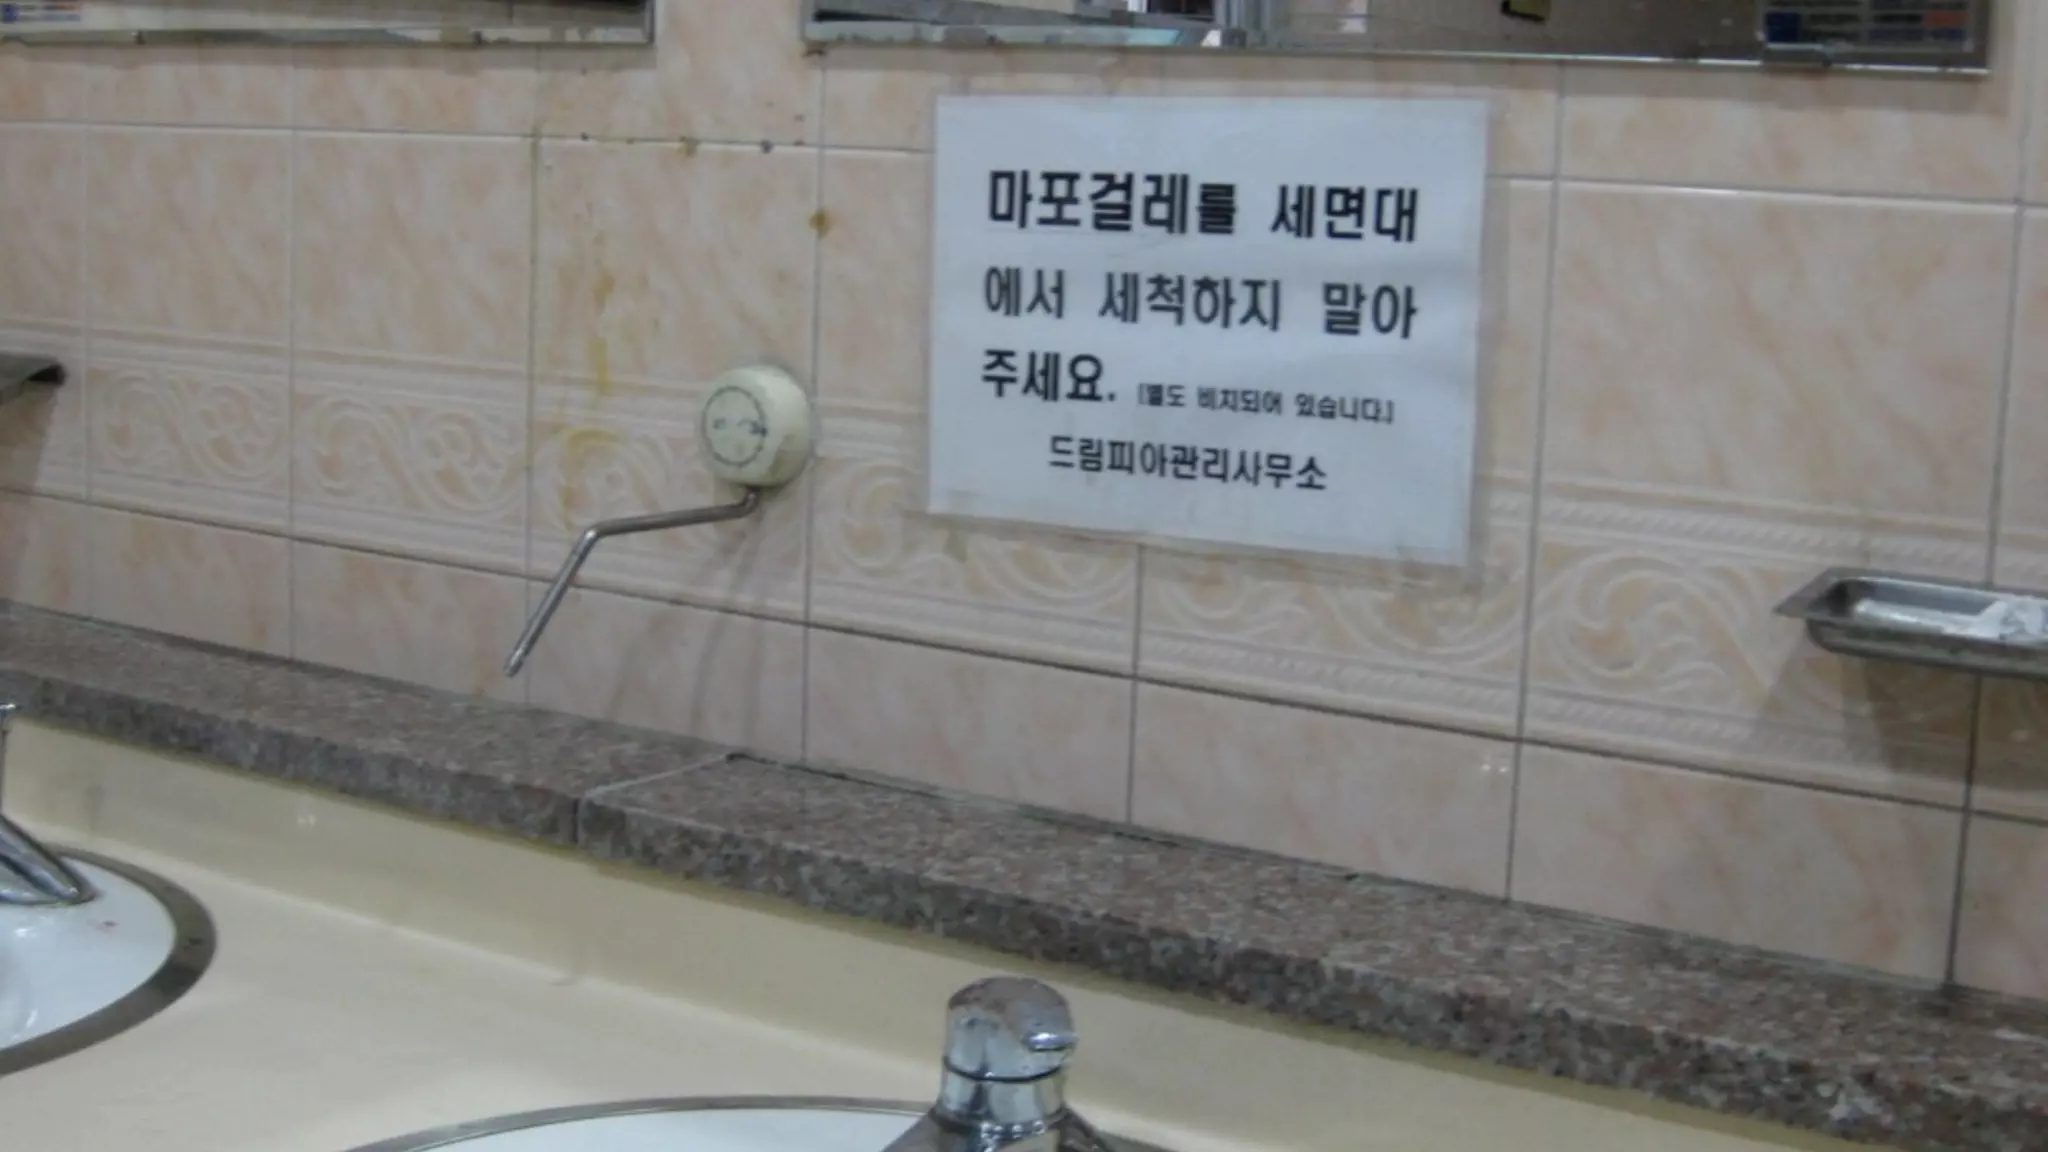 마포걸레를 세면대
에서 세척하지 말아
주세요. [별도 비치되어 있습니다.]
드림피아관리사무소